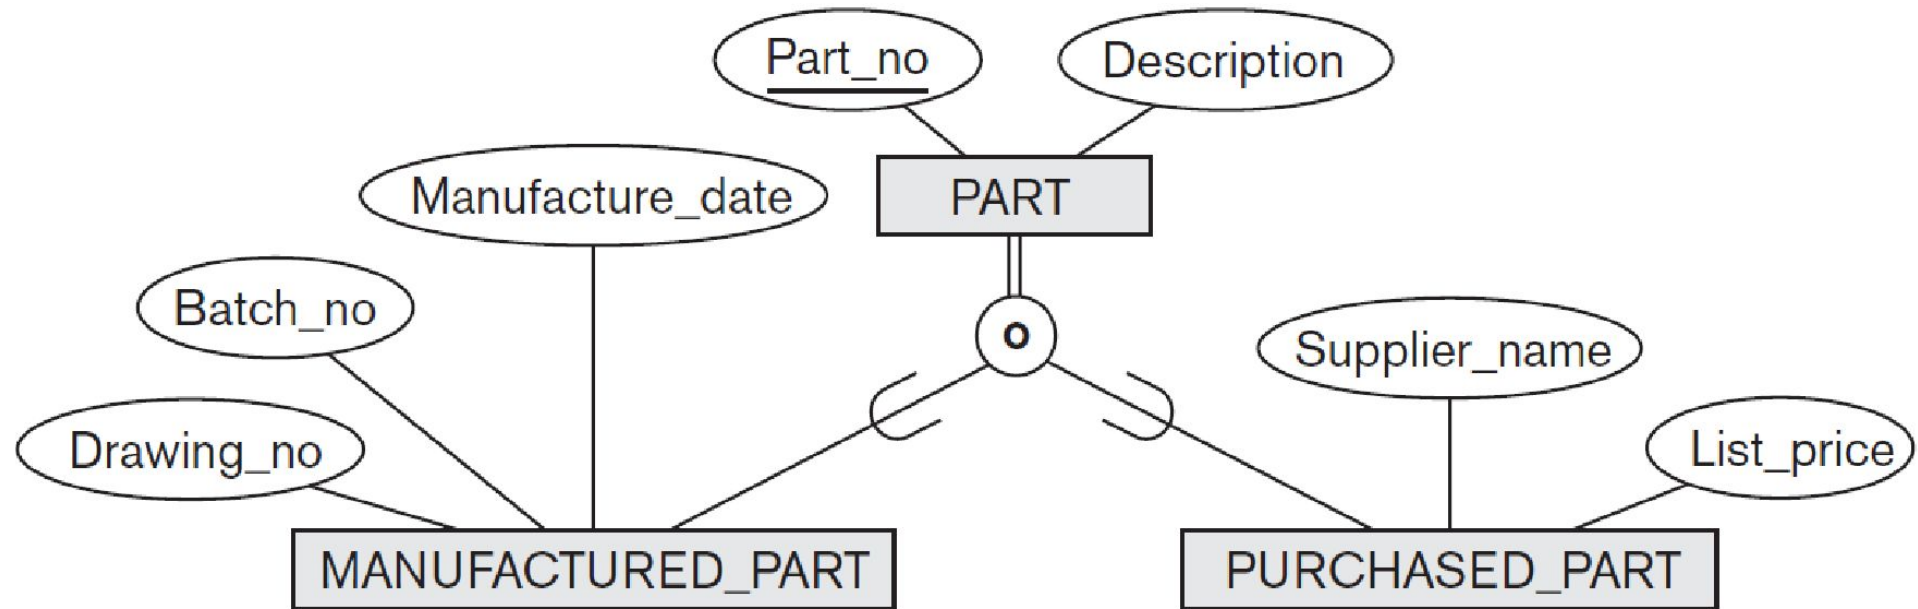 Part_no
Description
Manufacture_date
PART
Batch_no
o
Supplier_name
Drawing_no
List_price
MANUFACTURED_PART
PURCHASED_PART